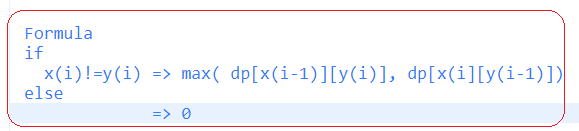 Formula
if
x(i)!=y(i) => max( dp[x(i-1)][y(i)], dp[x(i][y(i-1)])
else
=> 0